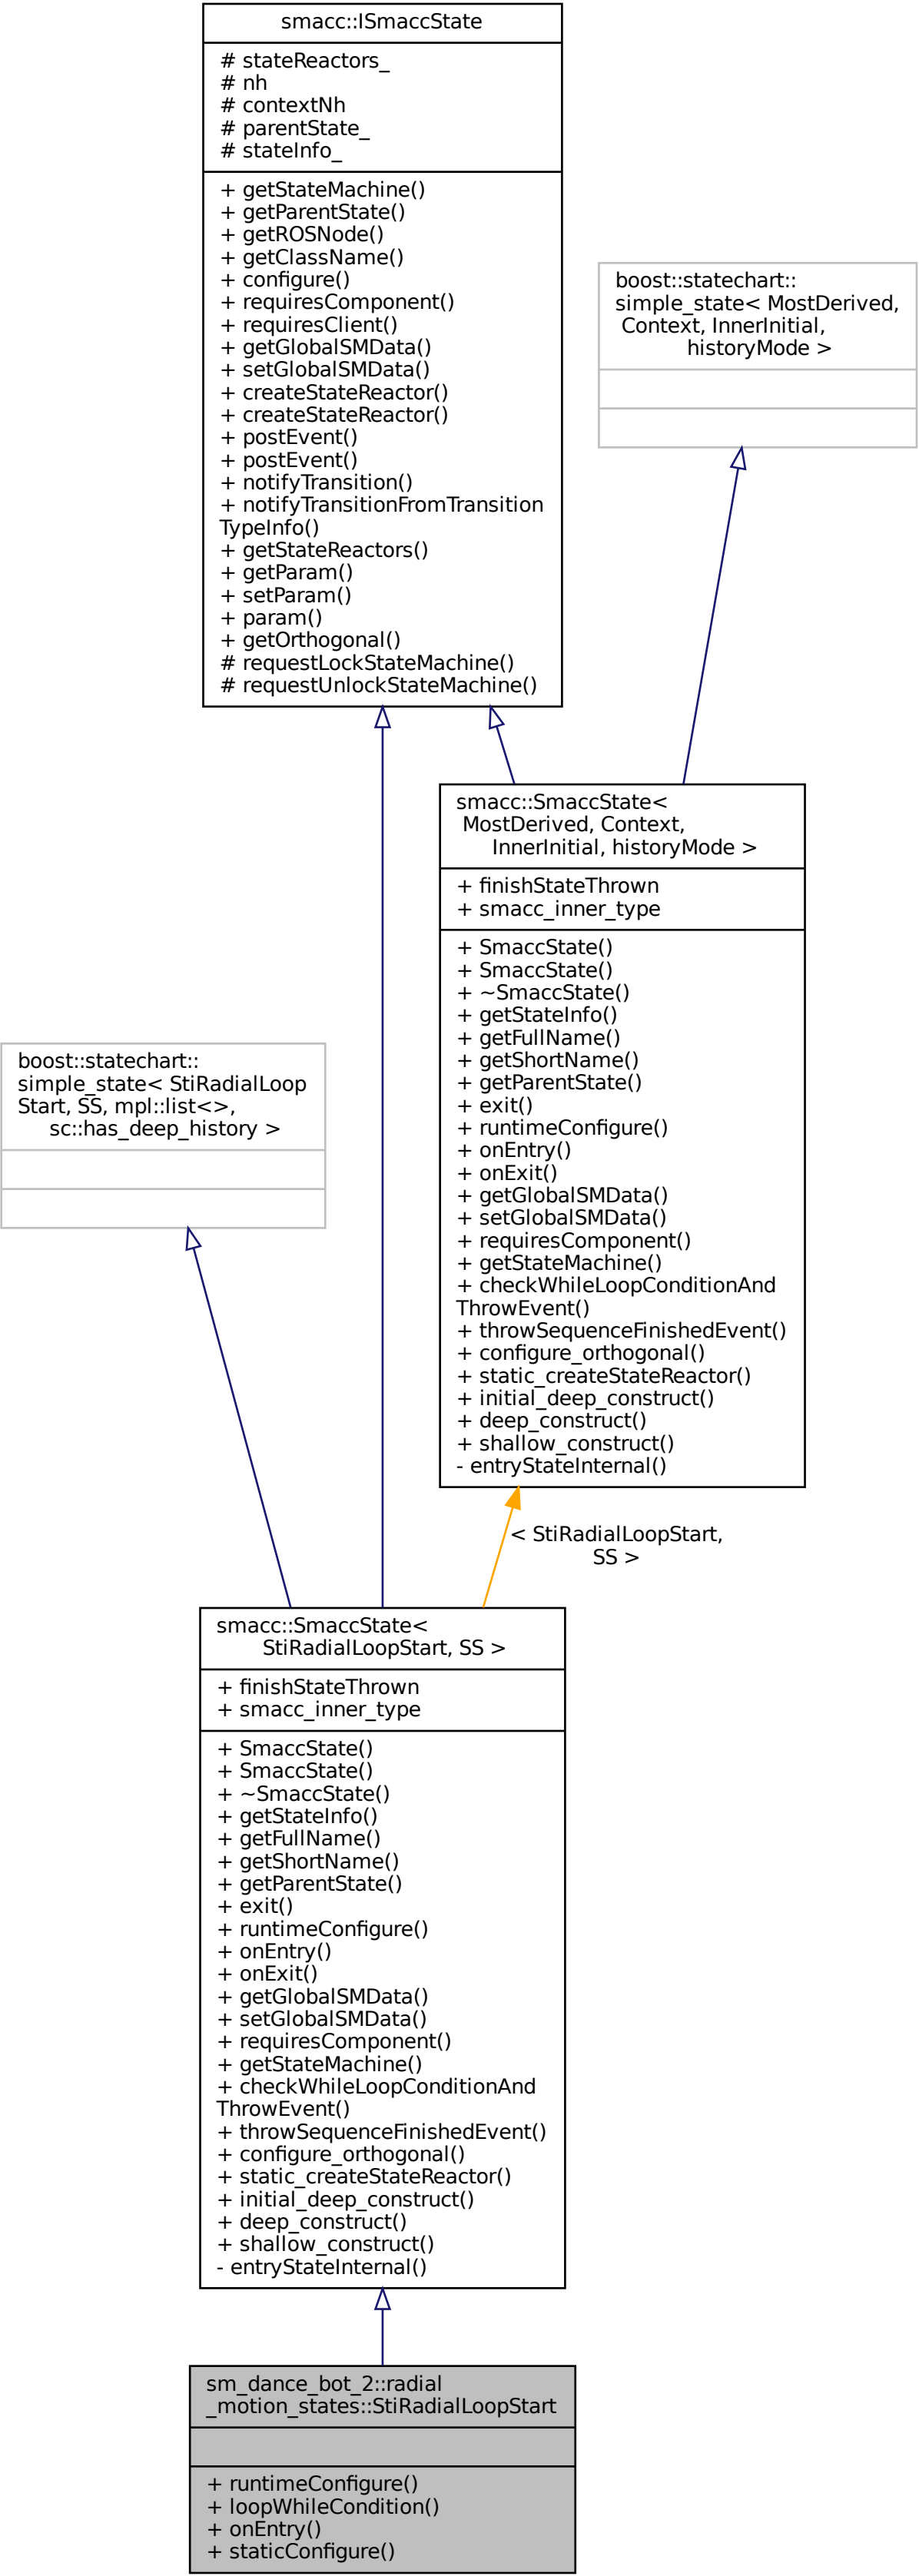 smacc::ISmaccState
# stateReactors_
# nh
# contextNh
# parentState_
# stateInfo_
+ getStateMachine()
+ getParentState()
+ getROSNode()
+ getClassName()
+ configure()
+ requiresComponent()
+ requiresClient()
+ getGlobalSMData()
+ setGlobalSMData()
+ createStateReactor()
+ createStateReactor()
+ postEvent()
+ postEvent()
+ notifyTransition()
+ notifyTransitionFromTransition
TypeInfo()
+ getStateReactors()
+ getParam()
+ setParam()
+ param()
+ getOrthogonal()
# requestLockStateMachine()
# requestUnlockStateMachine()
boost::statechart::
simple_state< MostDerived,
Context, InnerInitial,
historyMode >
smacc::SmaccState<
MostDerived, Context,
InnerInitial, historyMode >
+ finishStateThrown
+ smacc_inner_type
+ SmaccState()
+ SmaccState()
+ ~SmaccState()
+ getStateInfo()
+ getFullName()
+ getShortName()
+ getParentState()
+ exit()
+ runtimeConfigure()
+ onEntry()
+ onExit()
+ getGlobalSMData()
+ setGlobalSMData()
+ requiresComponent()
+ getStateMachine()
+ checkWhileLoopConditionAnd
ThrowEvent()
+ throwSequenceFinishedEvent()
+ configure_orthogonal()
+ static_createStateReactor()
+ initial_deep_construct()
+ deep_construct()
+ shallow_construct()
- entryStateInternal()
boost::statechart::
simple_state< StiRadialLoop
Start, SS, mpl::list<>,
sc::has_deep_history >
< StiRadialLoopStart,
SS >
smacc::SmaccState<
StiRadialLoopStart, SS >
+ finishStateThrown
+ smacc_inner_type
+ SmaccState()
+ SmaccState()
+ ~SmaccState()
+ getStateInfo()
+ getFullName()
+ getShortName()
+ getParentState()
+ exit()
+ runtimeConfigure()
+ onEntry()
+ onExit()
+ getGlobalSMData()
+ setGlobalSMData()
+ requiresComponent()
+ getStateMachine()
+ checkWhileLoopConditionAnd
ThrowEvent()
+ throwSequenceFinishedEvent()
+ configure_orthogonal()
+ static_createStateReactor()
+ initial_deep_construct()
+ deep_construct()
+ shallow_construct()
- entryStateInternal()
sm_dance_bot_2::radial
_motion_states::StiRadialLoopStart
+ runtimeConfigure()
+ loopWhileCondition()
+ onEntry()
+ staticConfigure()